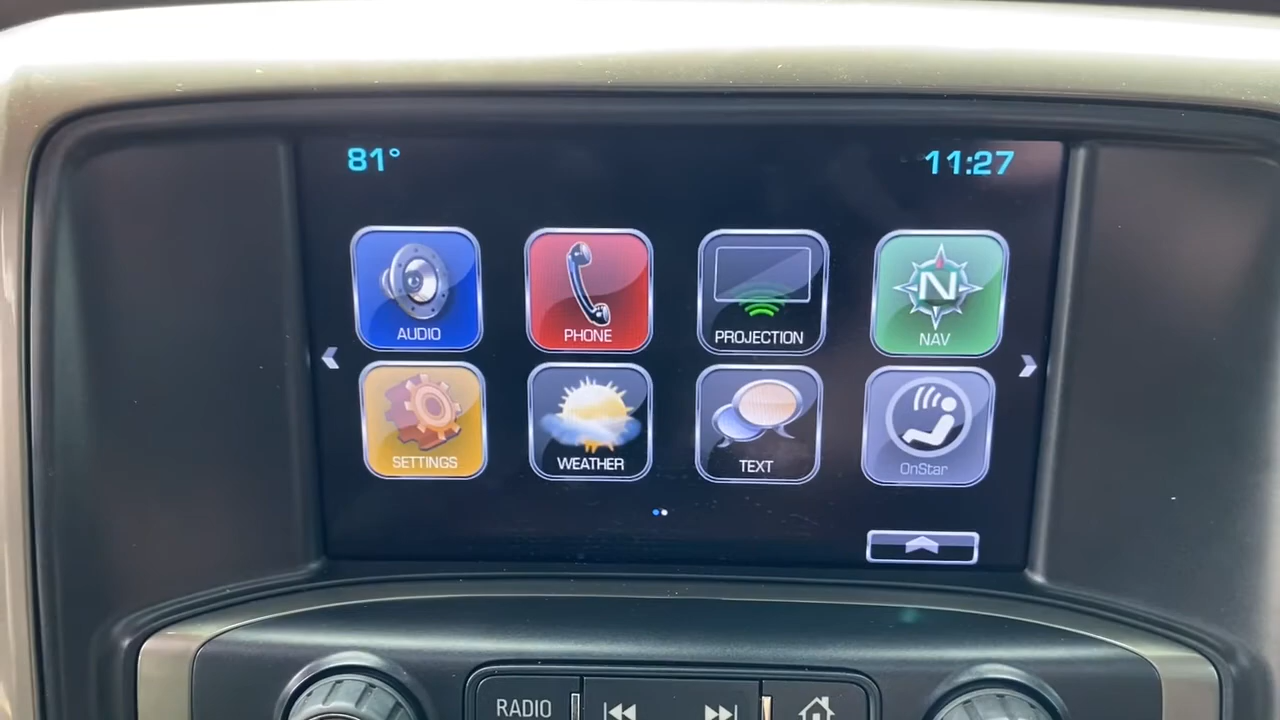 81°
11:27
AUDIO
PHONE
PROJECTION
N
NAV
SETTINGS
WEATHER
TEXT
OnStar
RADIO